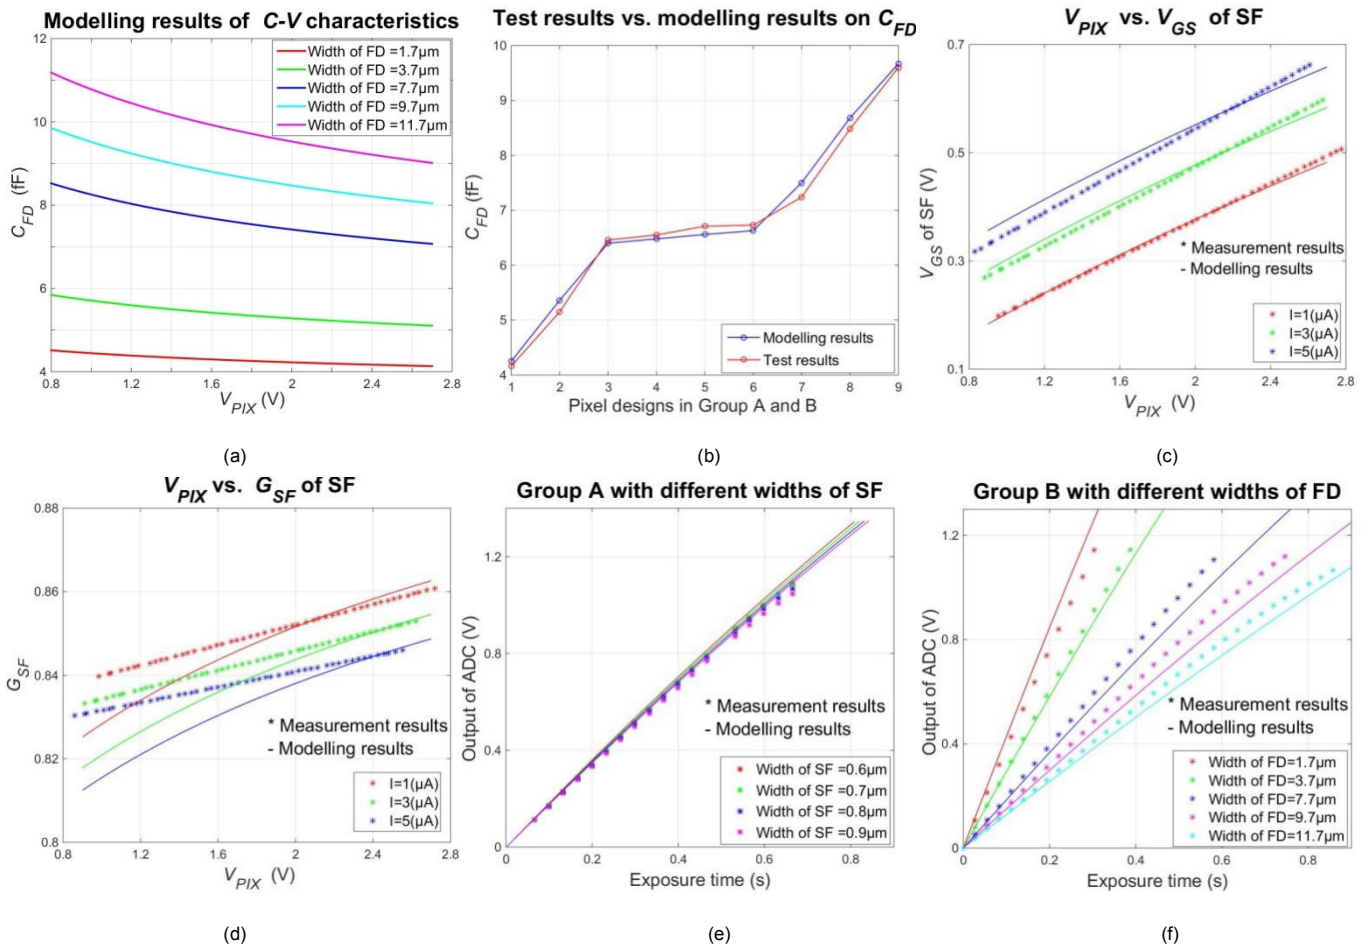 Modelling results of C-V characteristics
12
10
8
6
4
C_FD (fF)
0.8
1.2
1.6
2
2.4
2.8
V_PIX (V)
Width of FD =1.7μm
Width of FD =3.7μm
Width of FD =7.7μm
Width of FD =9.7μm
Width of FD =11.7μm
(a)
Test results vs. modelling results on C_FD
10
9
8
7
6
5
4
C_FD (fF)
1
2
3
4
5
6
7
8
9
Pixel designs in Group A and B
Modelling results
Test results
(b)
V_PIX vs. V_GS of SF
0.7
0.5
0.3
0.1
V_GS of SF (V)
0.8
1.2
1.6
2
2.4
2.8
V_PIX (V)
* Measurement results
- Modelling results
I=1(μA)
I=3(μA)
I=5(μA)
(c)
V_PIX vs. G_SF of SF
0.88
0.86
0.84
0.82
0.8
G_SF
0.8
1.2
1.6
2
2.4
2.8
V_PIX (V)
* Measurement results
- Modelling results
I=1(μA)
I=3(μA)
I=5(μA)
(d)
Group A with different widths of SF
1.2
0.8
0.4
0
Output of ADC (V)
0
0.2
0.4
0.6
0.8
Exposure time (s)
* Measurement results
- Modelling results
Width of SF =0.6μm
Width of SF =0.7μm
Width of SF =0.8μm
Width of SF =0.9μm
(e)
Group B with different widths of FD
1.2
0.8
0.4
0
Output of ADC (V)
0
0.2
0.4
0.6
0.8
Exposure time (s)
* Measurement results
- Modelling results
Width of FD=1.7μm
Width of FD=3.7μm
Width of FD=7.7μm
Width of FD=9.7μm
Width of FD=11.7μm
(f)